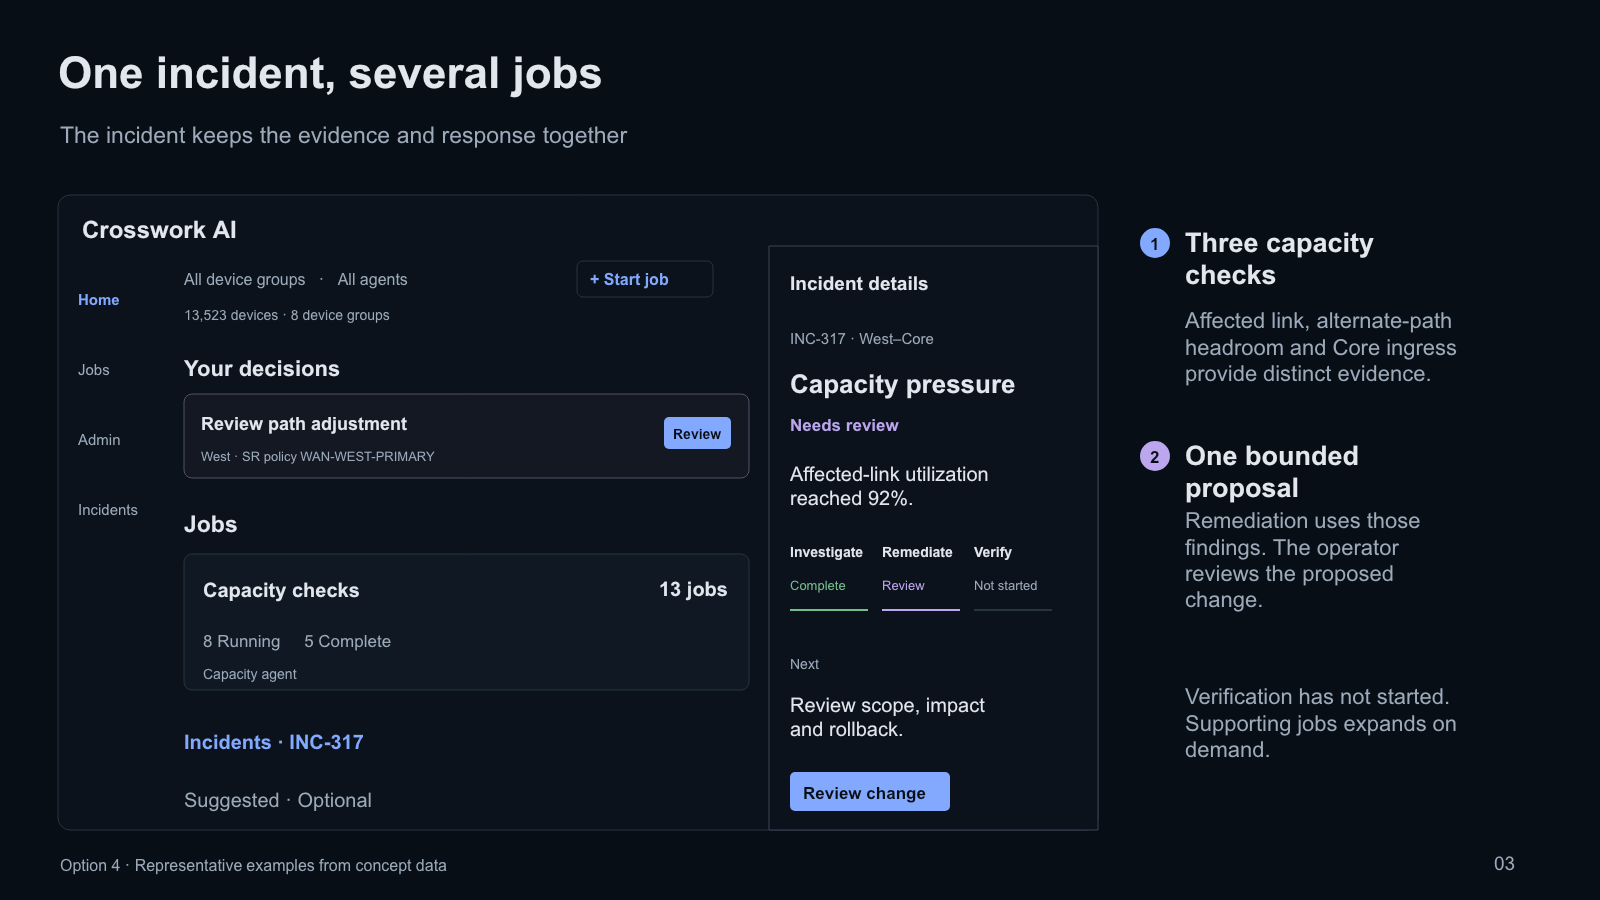 One incident, several jobs
The incident keeps the evidence and response together
Crosswork AI
Home
Jobs
Admin
Incidents
All device groups · All agents
+ Start job
13,523 devices · 8 device groups
Your decisions
Review path adjustment
West · SR policy WAN-WEST-PRIMARY
Review
Jobs
Capacity checks
13 jobs
8 Running 5 Complete
Capacity agent
Incidents · INC-317
Suggested · Optional
Incident details
INC-317 · West–Core
Capacity pressure
Needs review
Affected-link utilization
reached 92%.
Investigate Remediate Verify
Complete Review Not started
Next
Review scope, impact
and rollback.
Review change
1
Three capacity
checks
Affected link, alternate-path
headroom and Core ingress
provide distinct evidence.
2
One bounded
proposal
Remediation uses those
findings. The operator
reviews the proposed
change.
Verification has not started.
Supporting jobs expands on
demand.
Option 4 · Representative examples from concept data
03